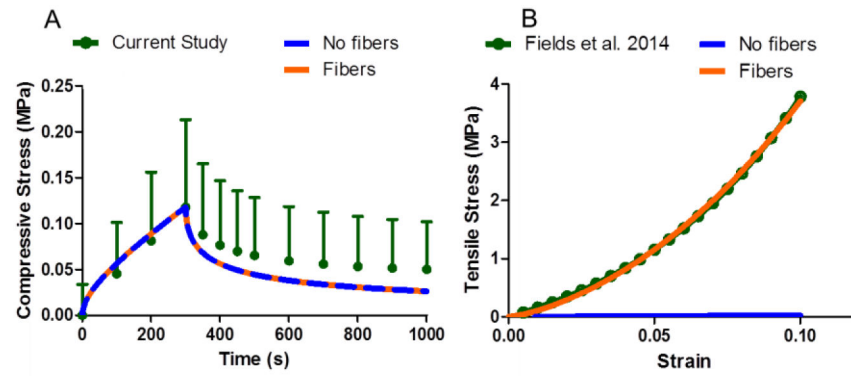 A
Current Study
No fibers
Fibers
Compressive Stress (MPa)
0.25
0.20
0.15
0.10
0.05
0.00
0 200 400 600 800 1000
Time (s)
B
Fields et al. 2014
No fibers
Fibers
Tensile Stress (MPa)
4
3
2
1
0
0.00 0.05 0.10
Strain